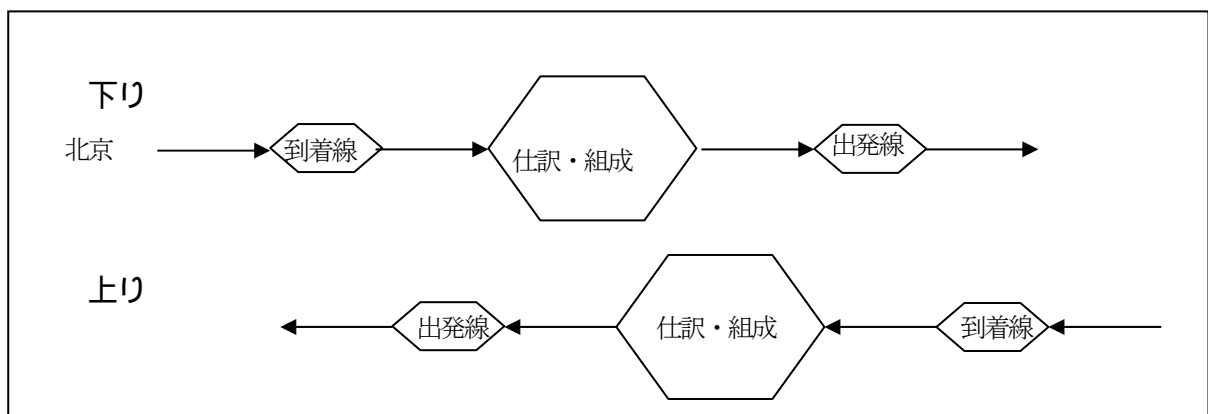 下り
北京
到着線
仕訳・組成
出発線
上り
出発線
仕訳・組成
到着線